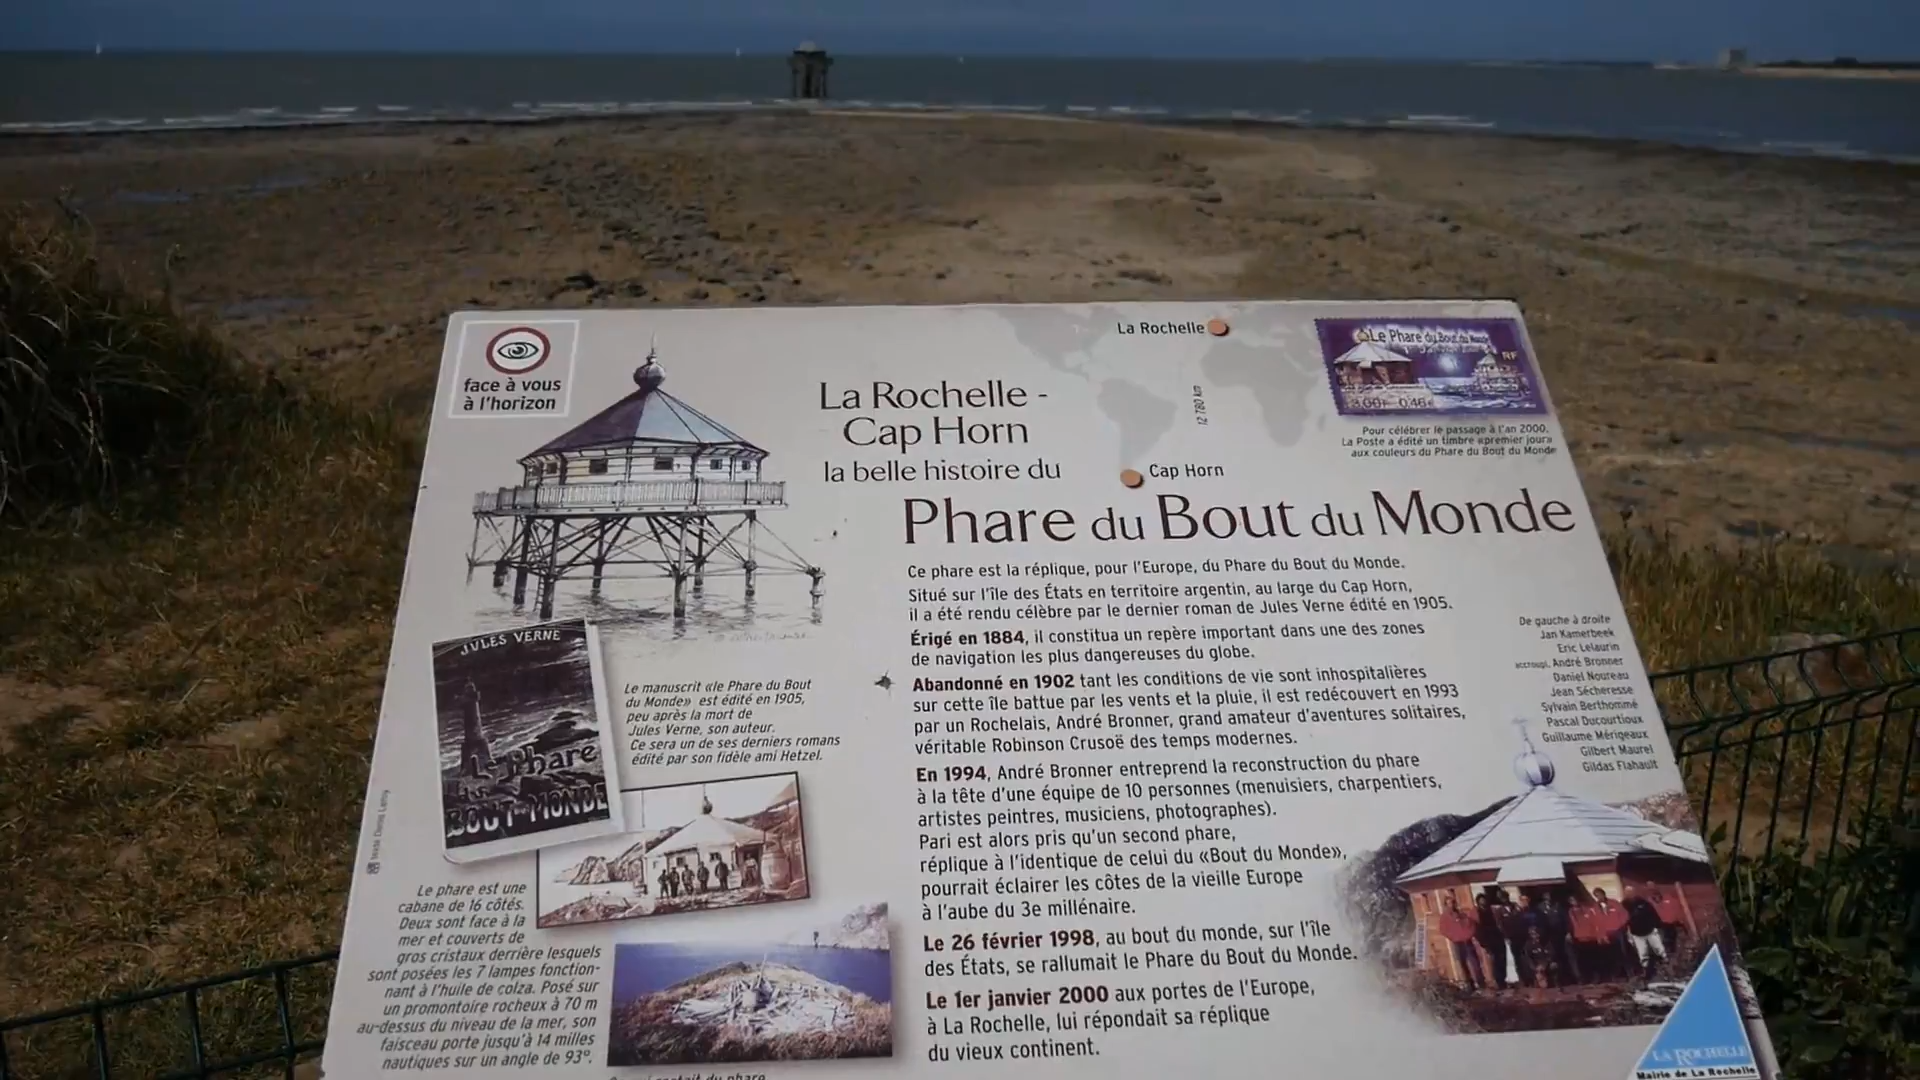 face à vous
à l'horizon
La Rochelle
12 780 km
Cap Horn
Le Phare du Bout du Monde
RF
3,00F 0,46€
Pour célébrer le passage à l'an 2000,
La Poste a édité un timbre «premier jour»
aux couleurs du Phare du Bout du Monde
La Rochelle -
Cap Horn
la belle histoire du
Phare du Bout du Monde
Ce phare est la réplique, pour l'Europe, du Phare du Bout du Monde.
Situé sur l'île des États en territoire argentin, au large du Cap Horn,
il a été rendu célèbre par le dernier roman de Jules Verne édité en 1905.
Érigé en 1884, il constitua un repère important dans une des zones
de navigation les plus dangereuses du globe.
Abandonné en 1902 tant les conditions de vie sont inhospitalières
sur cette île battue par les vents et la pluie, il est redécouvert en 1993
par un Rochelais, André Bronner, grand amateur d'aventures solitaires,
véritable Robinson Crusoë des temps modernes.
En 1994, André Bronner entreprend la reconstruction du phare
à la tête d'une équipe de 10 personnes (menuisiers, charpentiers,
artistes peintres, musiciens, photographes).
Pari est alors pris qu'un second phare,
réplique à l'identique de celui du «Bout du Monde»,
pourrait éclairer les côtes de la vieille Europe
à l'aube du 3e millénaire.
Le 26 février 1998, au bout du monde, sur l'île
des États, se rallumait le Phare du Bout du Monde.
Le 1er janvier 2000 aux portes de l'Europe,
à La Rochelle, lui répondait sa réplique
du vieux continent.
De gauche à droite
Jan Kamerbeek
Eric Lelaurin
accroupi, André Bronner
Daniel Noureau
Jean Sécheresse
Sylvain Berthommé
Pascal Ducourtioux
Guillaume Mérigeaux
Gilbert Maurel
Gildas Flahault
JULES VERNE
Le Phare
du
BOUT DU MONDE
Le manuscrit «le Phare du Bout
du Monde» est édité en 1905,
peu après la mort de
Jules Verne, son auteur.
Ce sera un de ses derniers romans
édité par son fidèle ami Hetzel.
Le phare est une
cabane de 16 côtés.
Deux sont face à la
mer et couverts de
gros cristaux derrière lesquels
sont posées les 7 lampes fonction-
nant à l'huile de colza. Posé sur
un promontoire rocheux à 70 m
au-dessus du niveau de la mer, son
faisceau porte jusqu'à 14 milles
nautiques sur un angle de 93°.
du phare
LA ROCHELLE
Mairie de La Rochelle